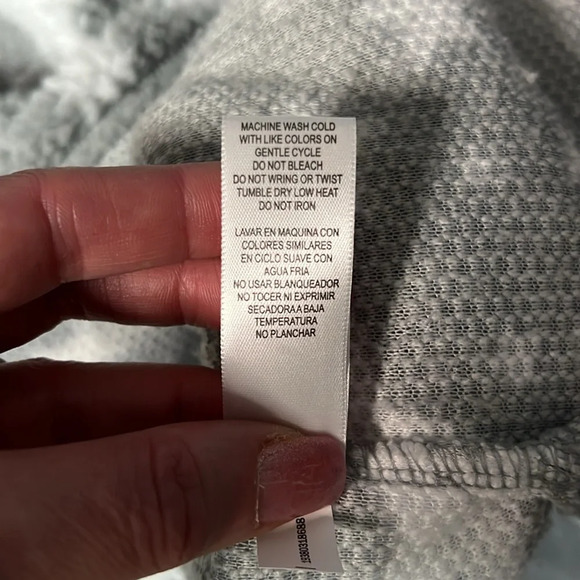 MACHINE WASH COLD
WITH LIKE COLORS ON
GENTLE CYCLE
DO NOT BLEACH
DO NOT WRING OR TWIST
TUMBLE DRY LOW HEAT
DO NOT IRON
LAVAR EN MAQUINA CON
COLORES SIMILARES
EN CICLO SUAVE CON
AGUA FRIA
NO USAR BLANQUEADOR
NO TOCER NI EXPRIMIR
SECADORA A BAJA
TEMPERATURA
NO PLANCHAR